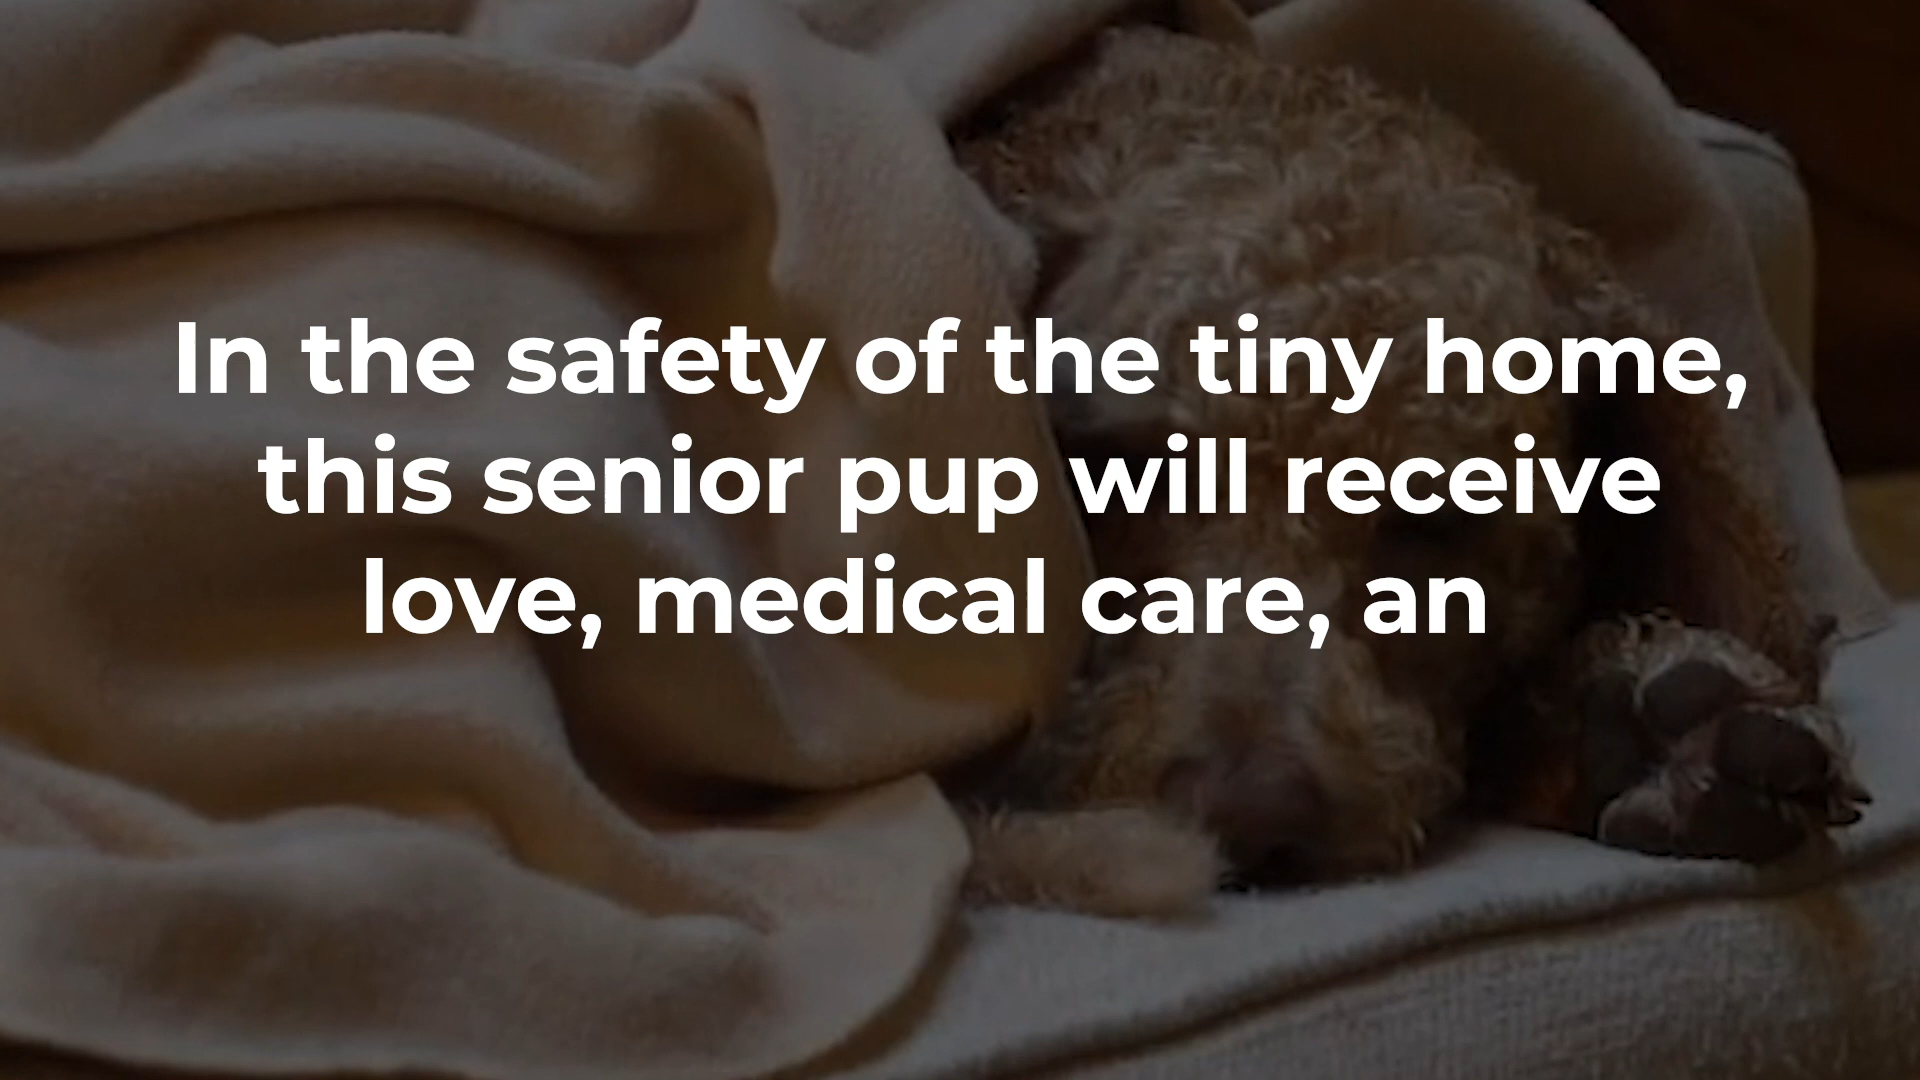 In the safety of the tiny home,
this senior pup will receive
love, medical care, an